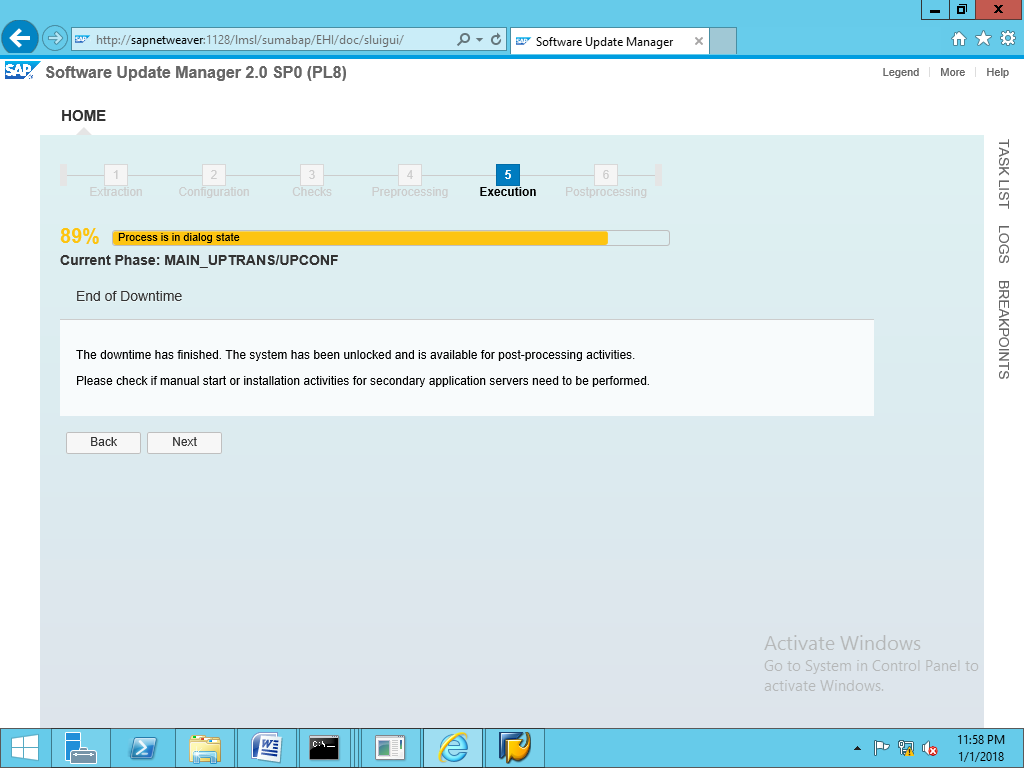 http://sapnetweaver:1128/lmsl/sumabap/EHI/doc/sluigui/
SAP Software Update Manager
SAP Software Update Manager 2.0 SP0 (PL8)
Legend More Help
HOME
1 2 3 4 5 6
Extraction Configuration Checks Preprocessing Execution Postprocessing
89% Process is in dialog state
Current Phase: MAIN_UPTRANS/UPCONF
End of Downtime
The downtime has finished. The system has been unlocked and is available for post-processing activities.
Please check if manual start or installation activities for secondary application servers need to be performed.
Back Next
TASK LIST
LOGS
BREAKPOINTS
Activate Windows
Go to System in Control Panel to
activate Windows.
C:\
11:58 PM
1/1/2018